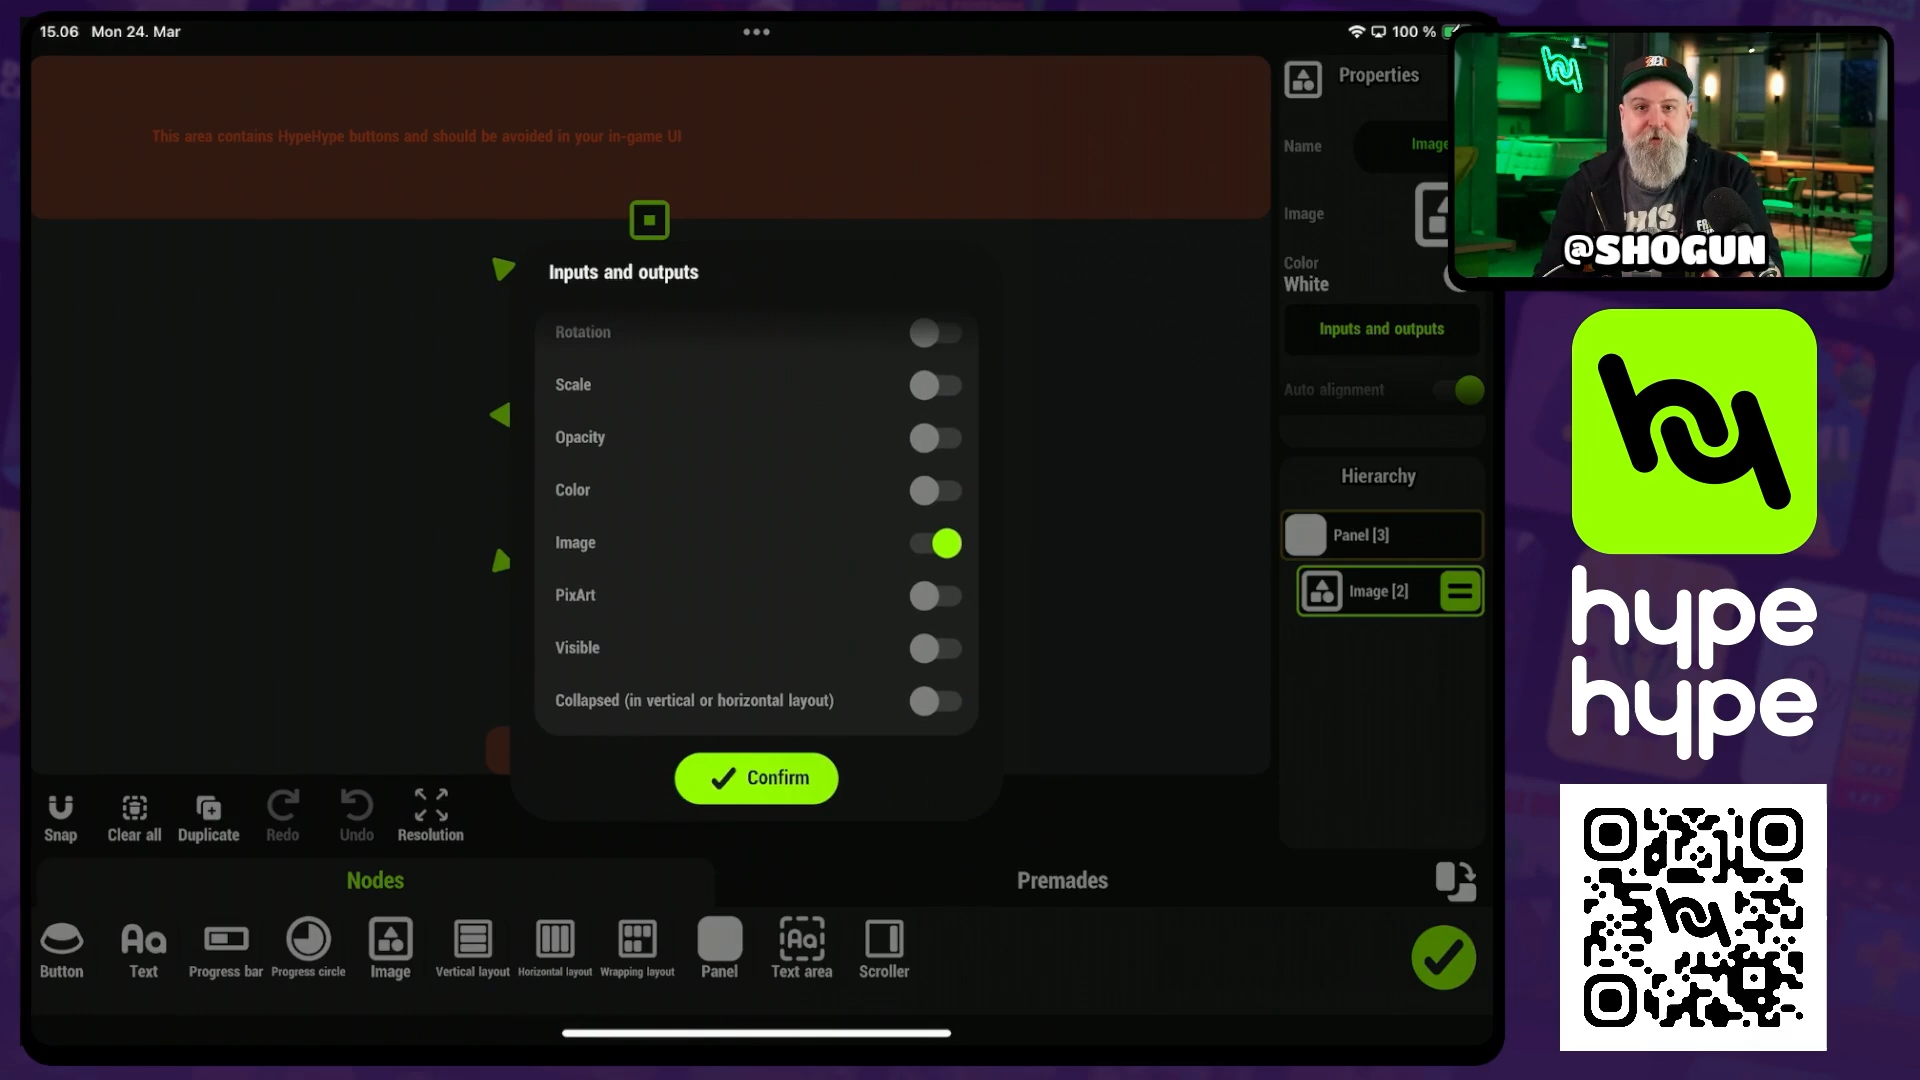 15.06 Mon 24. Mar
100 %
This area contains HypeHype buttons and should be avoided in your in-game UI
Properties
Name
Image
Image
Color
White
Inputs and outputs
Auto alignment
Hierarchy
Panel [3]
Image [2]
Inputs and outputs
Rotation
Scale
Opacity
Color
Image
PixArt
Visible
Collapsed (in vertical or horizontal layout)
Confirm
Snap
Clear all
Duplicate
Redo
Undo
Resolution
Nodes
Premades
Button
Aa
Text
Progress bar
Progress circle
Image
Vertical layout
Horizontal layout
Wrapping layout
Panel
Aa
Text area
Scroller
THIS
@SHOGUN
hype
hype